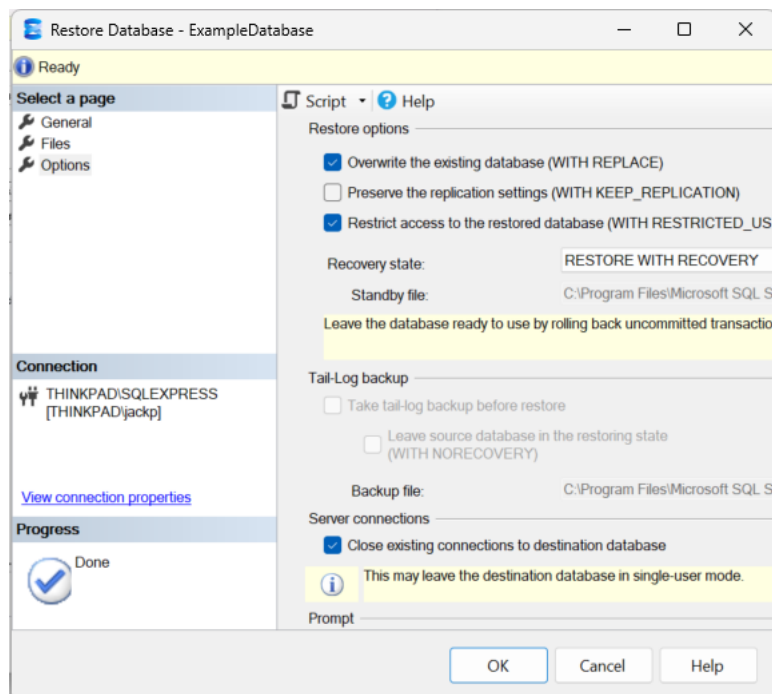 Restore Database - ExampleDatabase
Ready
Select a page
General
Files
Options
Connection
THINKPAD\SQLEXPRESS
[THINKPAD\jackp]
View connection properties
Progress
Done
Script Help
Restore options
Overwrite the existing database (WITH REPLACE)
Preserve the replication settings (WITH KEEP_REPLICATION)
Restrict access to the restored database (WITH RESTRICTED_US
Recovery state: RESTORE WITH RECOVERY
Standby file: C:\Program Files\Microsoft SQL S
Leave the database ready to use by rolling back uncommitted transactio
Tail-Log backup
Take tail-log backup before restore
Leave source database in the restoring state
(WITH NORECOVERY)
Backup file: C:\Program Files\Microsoft SQL S
Server connections
Close existing connections to destination database
This may leave the destination database in single-user mode.
Prompt
OK Cancel Help